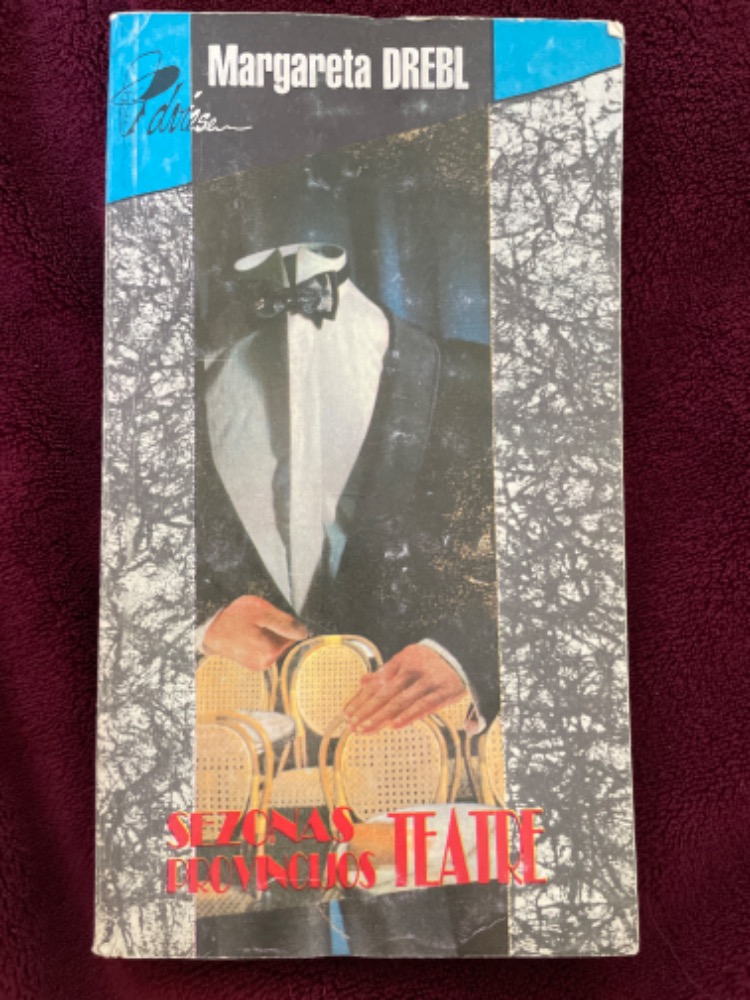 Margareta DREBL
SEZONAS
PROVINCIJOS TEATRE